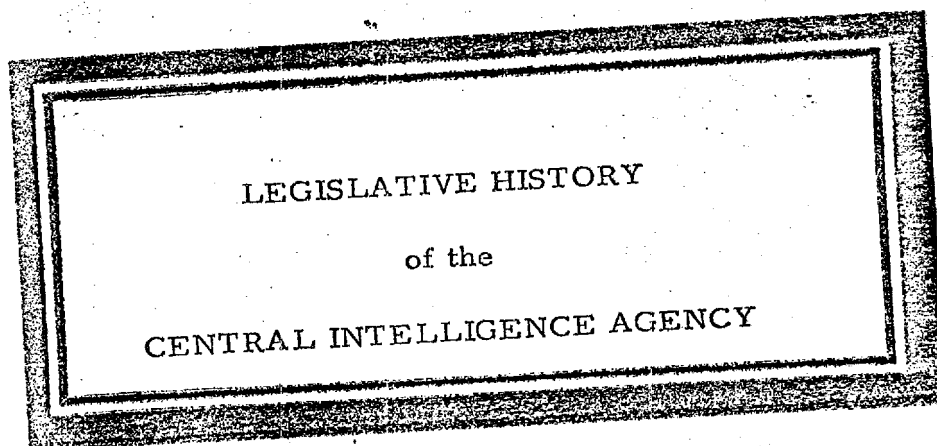 LEGISLATIVE HISTORY
of the
CENTRAL INTELLIGENCE AGENCY